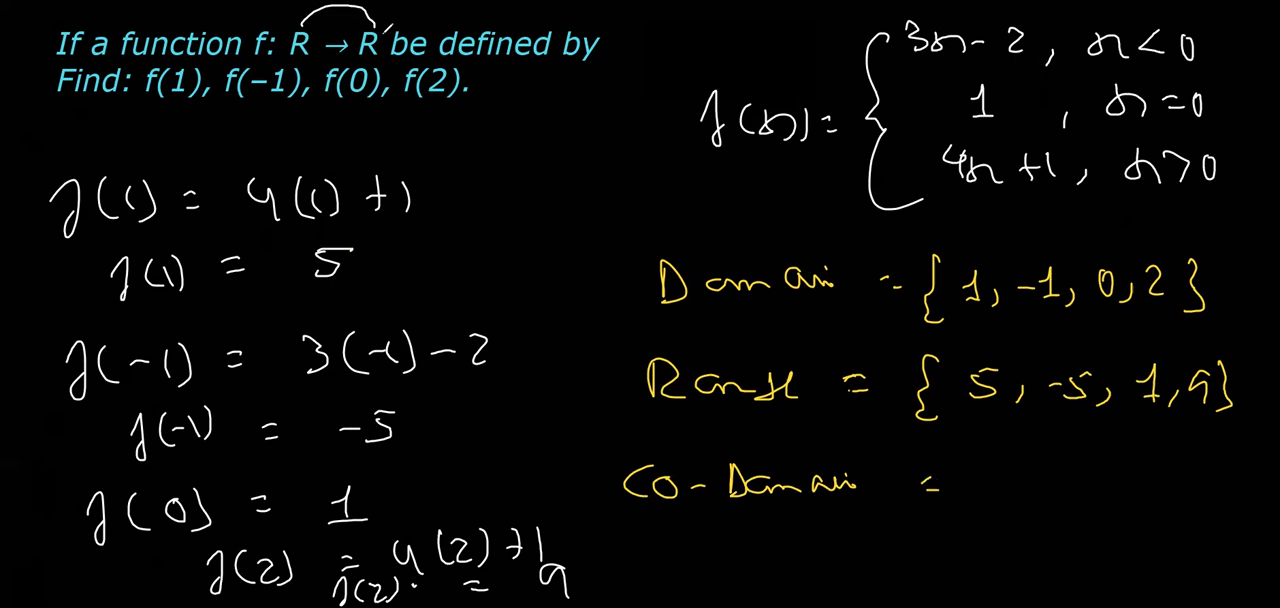 If a function f: R → R be defined by
Find: f(1), f(−1), f(0), f(2).
f(x) = { 3x - 2, x < 0
1, x = 0
4x + 1, x > 0
f(1) = 4(1) + 1
f(1) = 5
f(-1) = 3(-1) - 2
f(-1) = -5
f(0) = 1
f(2) = 4(2) + 1
f(2) = 9
Domain = {1, -1, 0, 2}
Range = {5, -5, 1, 9}
Co-Domain =